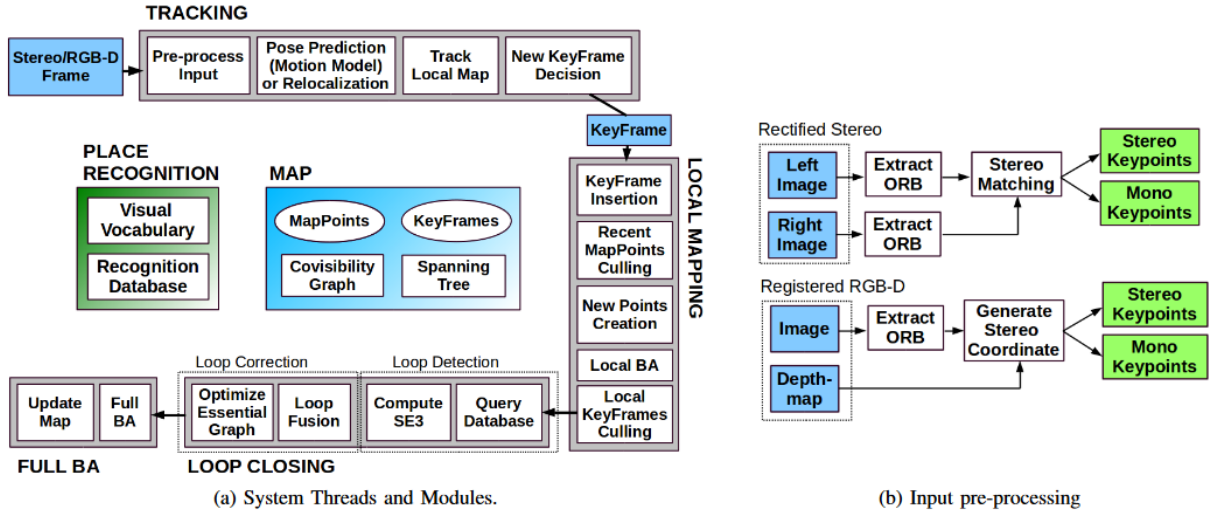 TRACKING
Stereo/RGB-D
Frame
Pre-process
Input
Pose Prediction
(Motion Model)
or Relocalization
Track
Local Map
New KeyFrame
Decision
KeyFrame
PLACE
RECOGNITION
Visual
Vocabulary
Recognition
Database
MAP
MapPoints
KeyFrames
Covisibility
Graph
Spanning
Tree
LOCAL MAPPING
KeyFrame
Insertion
Recent
MapPoints
Culling
New Points
Creation
Local BA
Local
KeyFrames
Culling
Loop Correction
Loop Detection
Optimize
Essential
Graph
Loop
Fusion
Compute
SE3
Query
Database
Update
Map
Full
BA
FULL BA
LOOP CLOSING
(a) System Threads and Modules.
Rectified Stereo
Left
Image
Extract
ORB
Stereo
Matching
Stereo
Keypoints
Mono
Keypoints
Right
Image
Extract
ORB
Registered RGB-D
Image
Extract
ORB
Generate
Stereo
Coordinate
Stereo
Keypoints
Mono
Keypoints
Depth-
map
(b) Input pre-processing